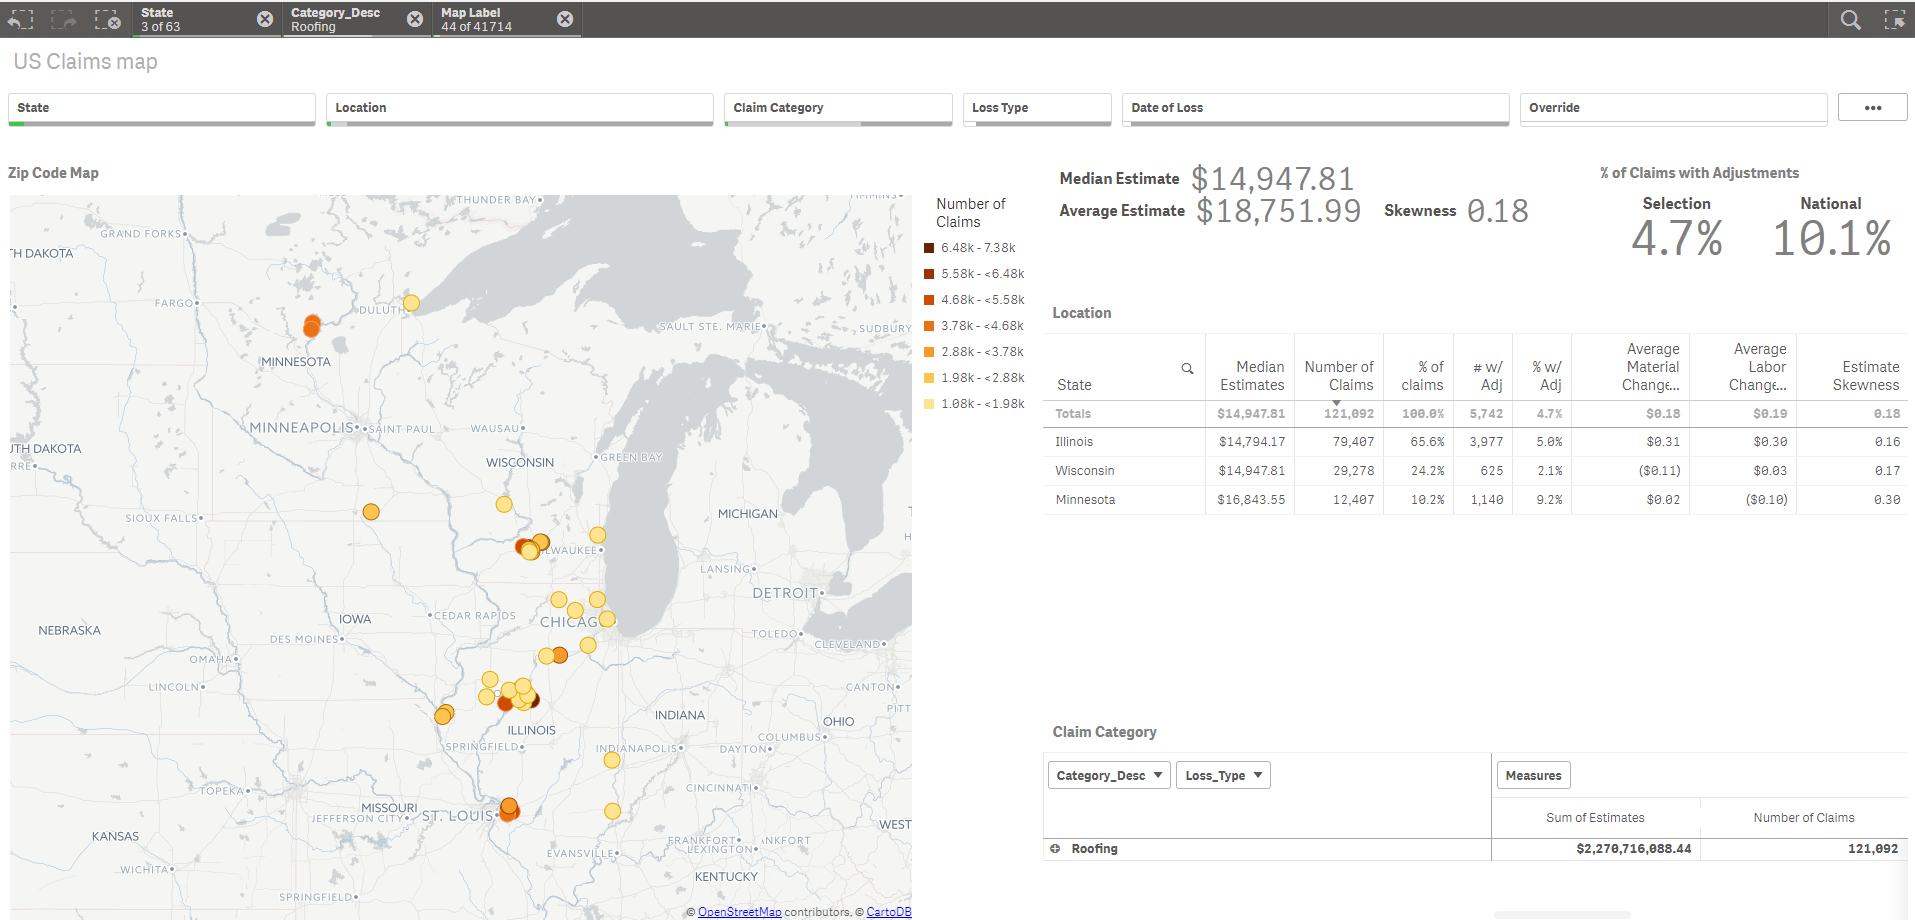 State
3 of 63
Category_Desc
Roofing
Map Label
44 of 41714
US Claims map
State
Location
Claim Category
Loss Type
Date of Loss
Override
•••
Zip Code Map
THUNDER BAY
GRAND FORKS
TH DAKOTA
FARGO
DULUTH
SAULT STE. MARIE
SUDBURY
MINNESOTA
MINNEAPOLIS
SAINT PAUL
WAUSAU
UTH DAKOTA
RRE
WISCONSIN
GREEN BAY
SIOUX FALLS
MICHIGAN
LWAUKEE
LANSING
DETROIT
IOWA
CEDAR RAPIDS
CHICAG
NEBRASKA
DES MOINES
TOLEDO
CLEVELAND
OMAHA
LINCOLN
CANTON
PITT
INDIANA
OHIO
ILLINOIS
COLUMBUS
SPRINGFIELD
INDIANAPOLIS
DAYTON
TOPEKA
CINCINNATI
MISSOURI
JEFFERSON CITY
ST. LOUIS
WEST
KANSAS
FRANKFORT
ANKFORT
LEXINGTON
EVANSVILLE
WICHITA
KENTUCKY
SPRINGFIELD
© OpenStreetMap contributors, © CartoDB
Number of
Claims
6.48k - 7.38k
5.58k - <6.48k
4.68k - <5.58k
3.78k - <4.68k
2.88k - <3.78k
1.98k - <2.88k
1.08k - <1.98k
Median Estimate $14,947.81
Average Estimate $18,751.99 Skewness 0.18
% of Claims with Adjustments
Selection National
4.7% 10.1%
Location
State Median Estimates Number of Claims % of claims # w/ Adj % w/ Adj Average Material Change... Average Labor Change... Estimate Skewness
Totals $14,947.81 121,092 100.0% 5,742 4.7% $0.18 $0.19 0.18
Illinois $14,794.17 79,407 65.6% 3,977 5.0% $0.31 $0.30 0.16
Wisconsin $14,947.81 29,278 24.2% 625 2.1% ($0.11) $0.03 0.17
Minnesota $16,843.55 12,407 10.2% 1,140 9.2% $0.02 ($0.10) 0.30
Claim Category
Category_Desc Loss_Type Measures
Sum of Estimates Number of Claims
Roofing $2,270,716,088.44 121,092